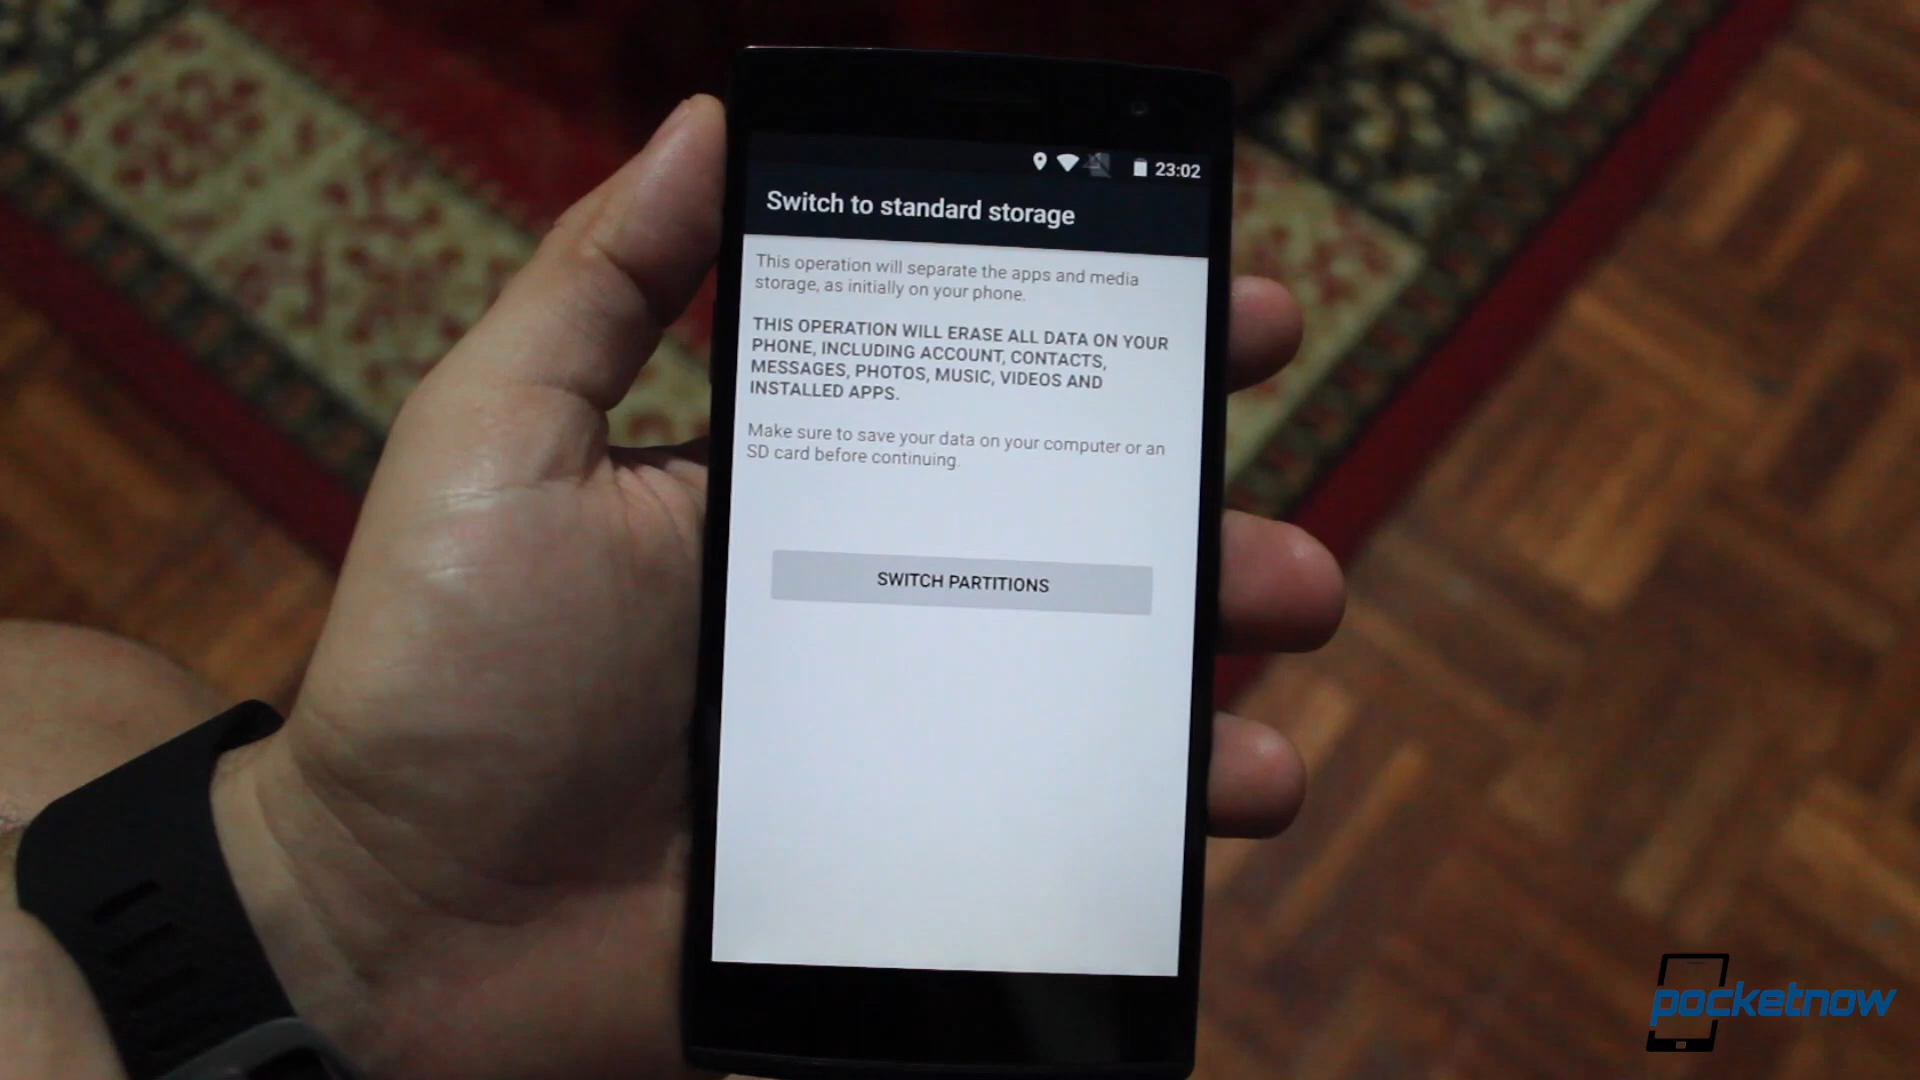 23:02
Switch to standard storage
This operation will separate the apps and media
storage, as initially on your phone.
THIS OPERATION WILL ERASE ALL DATA ON YOUR
PHONE, INCLUDING ACCOUNT, CONTACTS,
MESSAGES, PHOTOS, MUSIC, VIDEOS AND
INSTALLED APPS.
Make sure to save your data on your computer or an
SD card before continuing.
SWITCH PARTITIONS
pocketnow